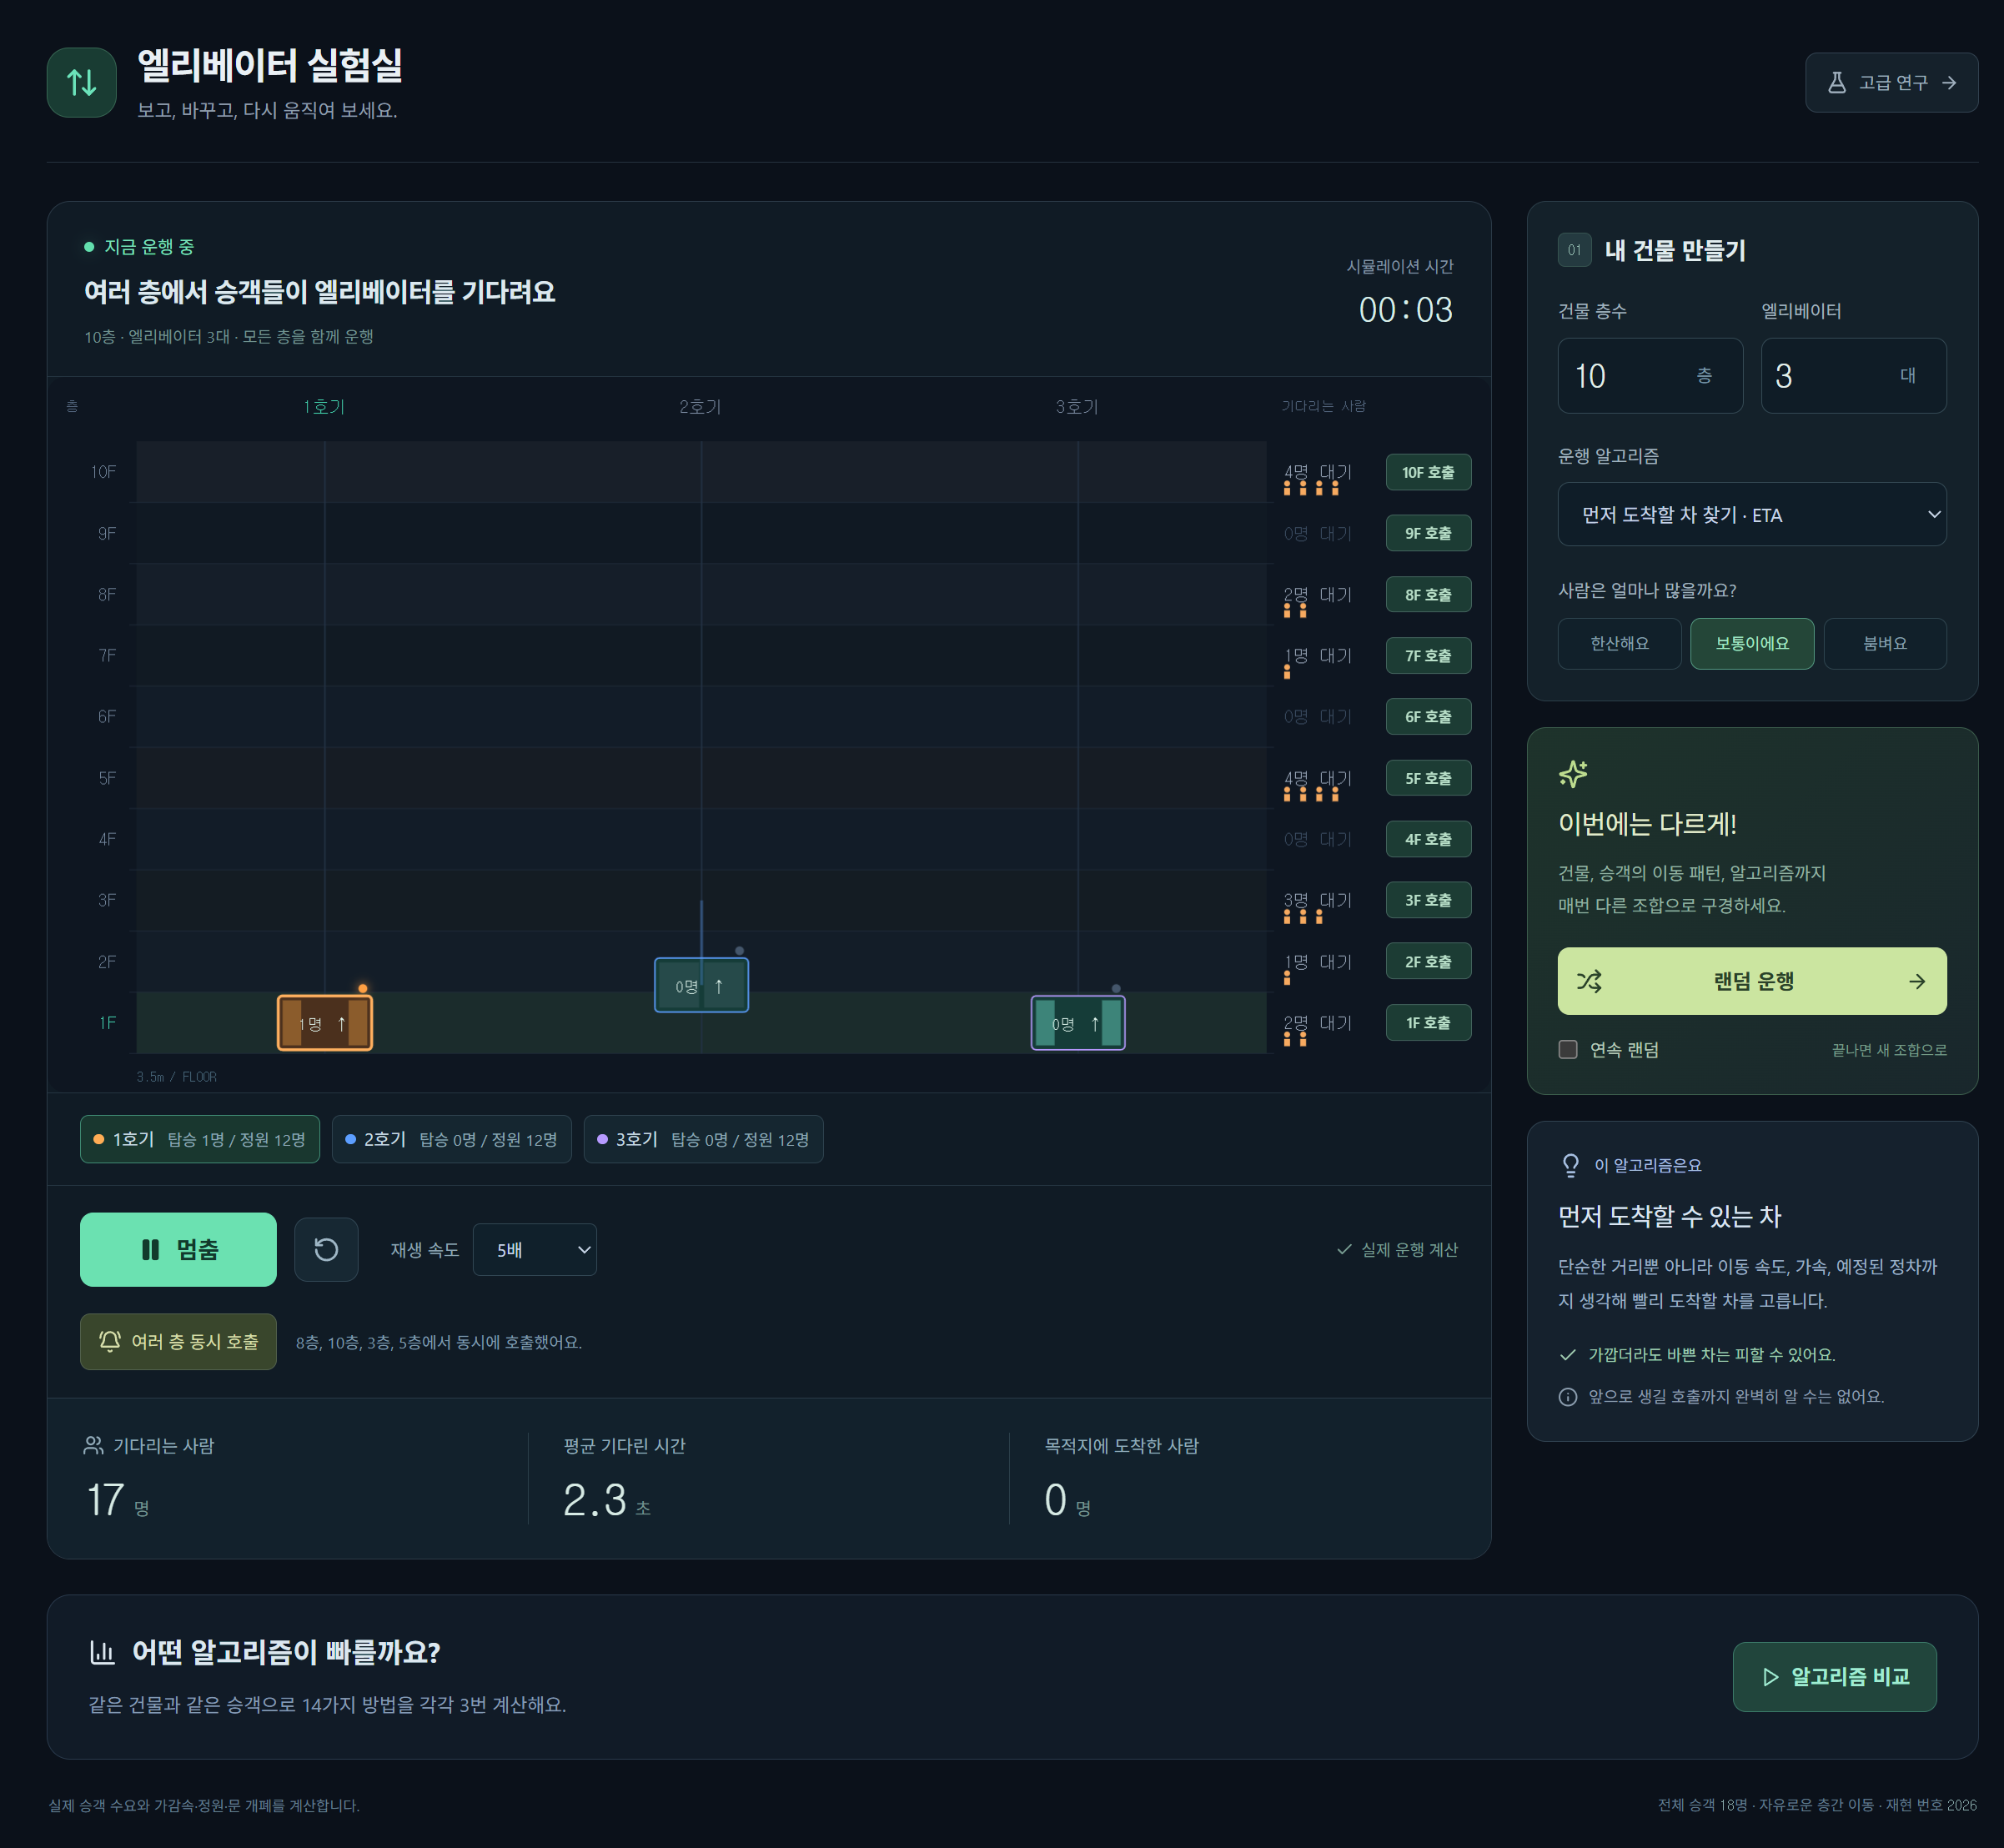 엘리베이터 실험실
보고, 바꾸고, 다시 움직여 보세요.
고급 연구
지금 운행 중
여러 층에서 승객들이 엘리베이터를 기다려요
10층 · 엘리베이터 3대 · 모든 층을 함께 운행
시뮬레이션 시간
00:03
층 1호기 2호기 3호기 기다리는 사람
10F 4명 대기 10F 호출
9F 0명 대기 9F 호출
8F 2명 대기 8F 호출
7F 1명 대기 7F 호출
6F 0명 대기 6F 호출
5F 4명 대기 5F 호출
4F 0명 대기 4F 호출
3F 3명 대기 3F 호출
2F 0명 ↑ 1명 대기 2F 호출
1F 1명 ↑ 0명 ↑ 2명 대기 1F 호출
3.5m / FLOOR
1호기 탑승 1명 / 정원 12명
2호기 탑승 0명 / 정원 12명
3호기 탑승 0명 / 정원 12명
멈춤
재생 속도 5배
실제 운행 계산
여러 층 동시 호출
8층, 10층, 3층, 5층에서 동시에 호출했어요.
기다리는 사람
17 명
평균 기다린 시간
2.3 초
목적지에 도착한 사람
0 명
01 내 건물 만들기
건물 층수
10 층
엘리베이터
3 대
운행 알고리즘
먼저 도착할 차 찾기 · ETA
사람은 얼마나 많을까요?
한산해요
보통이에요
붐벼요
이번에는 다르게!
건물, 승객의 이동 패턴, 알고리즘까지
매번 다른 조합으로 구경하세요.
랜덤 운행
연속 랜덤
끝나면 새 조합으로
이 알고리즘은요
먼저 도착할 수 있는 차
단순한 거리뿐 아니라 이동 속도, 가속, 예정된 정차까
지 생각해 빨리 도착할 차를 고릅니다.
가깝더라도 바쁜 차는 피할 수 있어요.
앞으로 생길 호출까지 완벽히 알 수는 없어요.
어떤 알고리즘이 빠를까요?
같은 건물과 같은 승객으로 14가지 방법을 각각 3번 계산해요.
알고리즘 비교
실제 승객 수요와 가감속·정원·문 개폐를 계산합니다.
전체 승객 18명 · 자유로운 층간 이동 · 재현 번호 2026